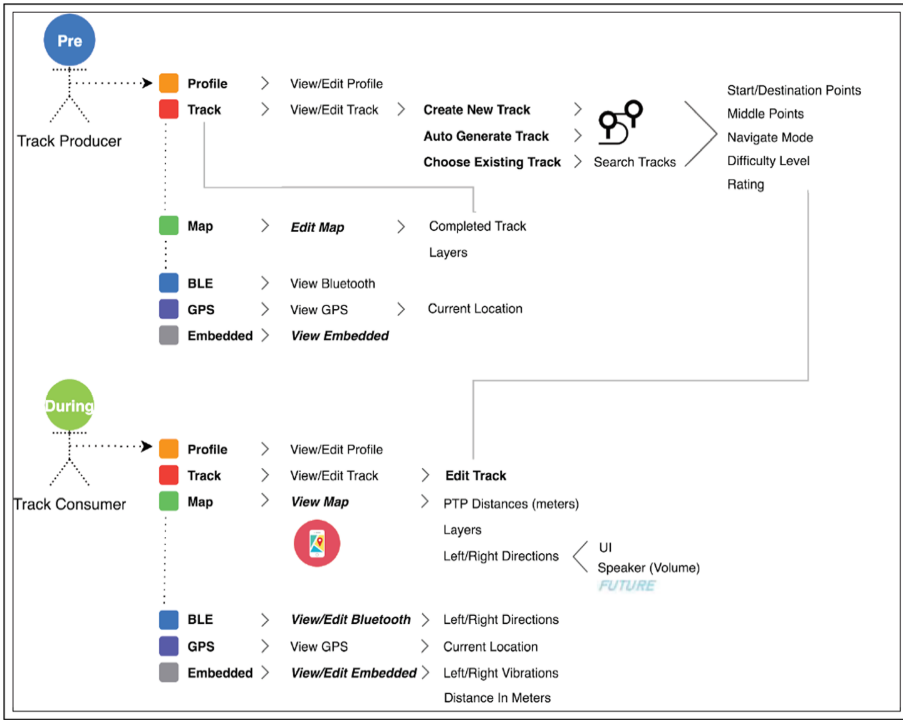 Pre
Track Producer
Profile View/Edit Profile
Track View/Edit Track Create New Track
Auto Generate Track
Choose Existing Track Search Tracks
Start/Destination Points
Middle Points
Navigate Mode
Difficulty Level
Rating
Map Edit Map Completed Track
Layers
BLE View Bluetooth
GPS View GPS Current Location
Embedded View Embedded
During
Track Consumer
Profile View/Edit Profile
Track View/Edit Track Edit Track
Map View Map PTP Distances (meters)
Layers
Left/Right Directions
UI
Speaker (Volume)
FUTURE
BLE View/Edit Bluetooth Left/Right Directions
GPS View GPS Current Location
Embedded View/Edit Embedded Left/Right Vibrations
Distance In Meters